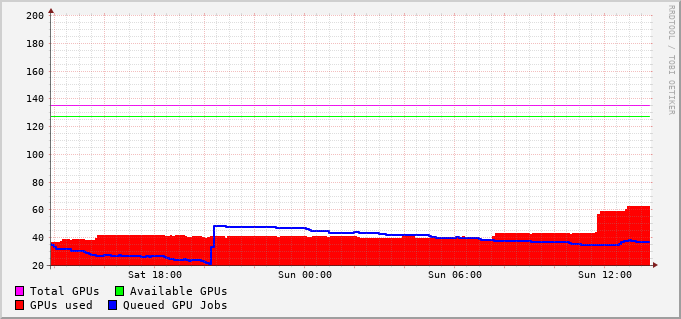 200
180
160
140
120
100
80
60
40
20
Sat 18:00 Sun 00:00 Sun 06:00 Sun 12:00
Total GPUs Available GPUs
GPUs used Queued GPU Jobs
RRDTOOL / TOBI OETIKER